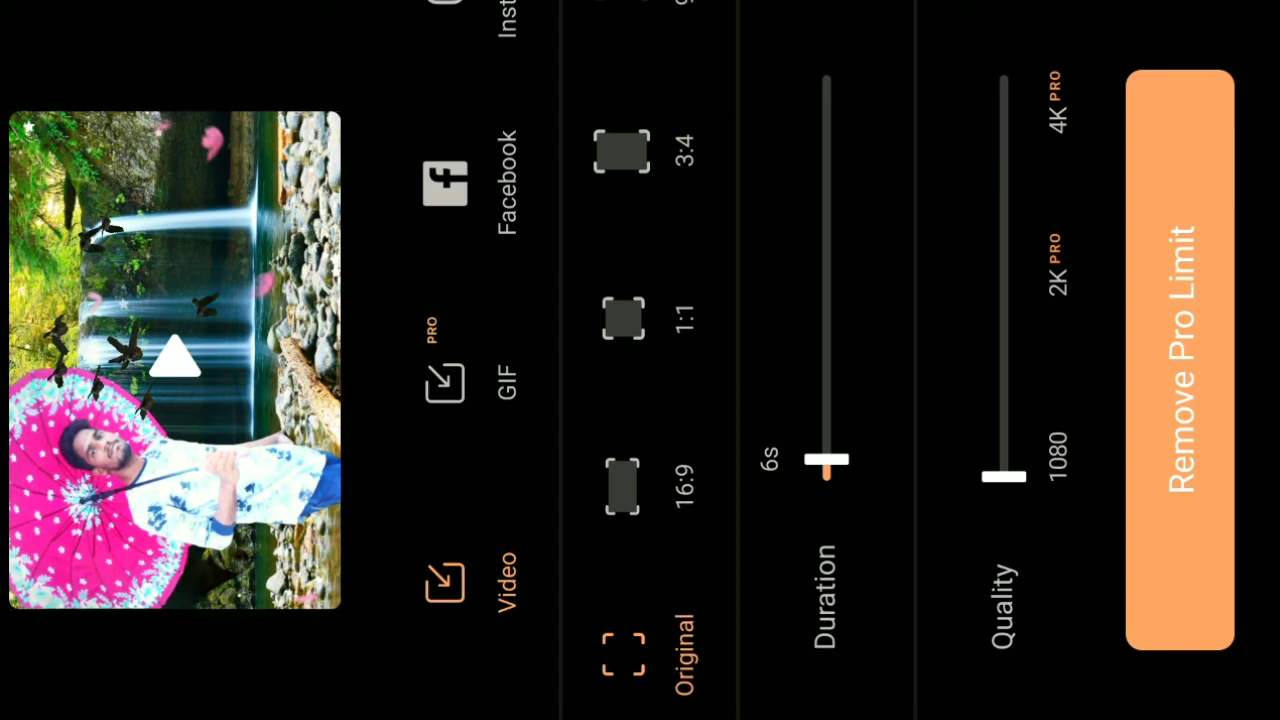 Video
PRO
GIF
Facebook
Inst
Original
16:9
1:1
3:4
6s
Duration
Quality
1080
2K PRO
4K PRO
Remove Pro Limit